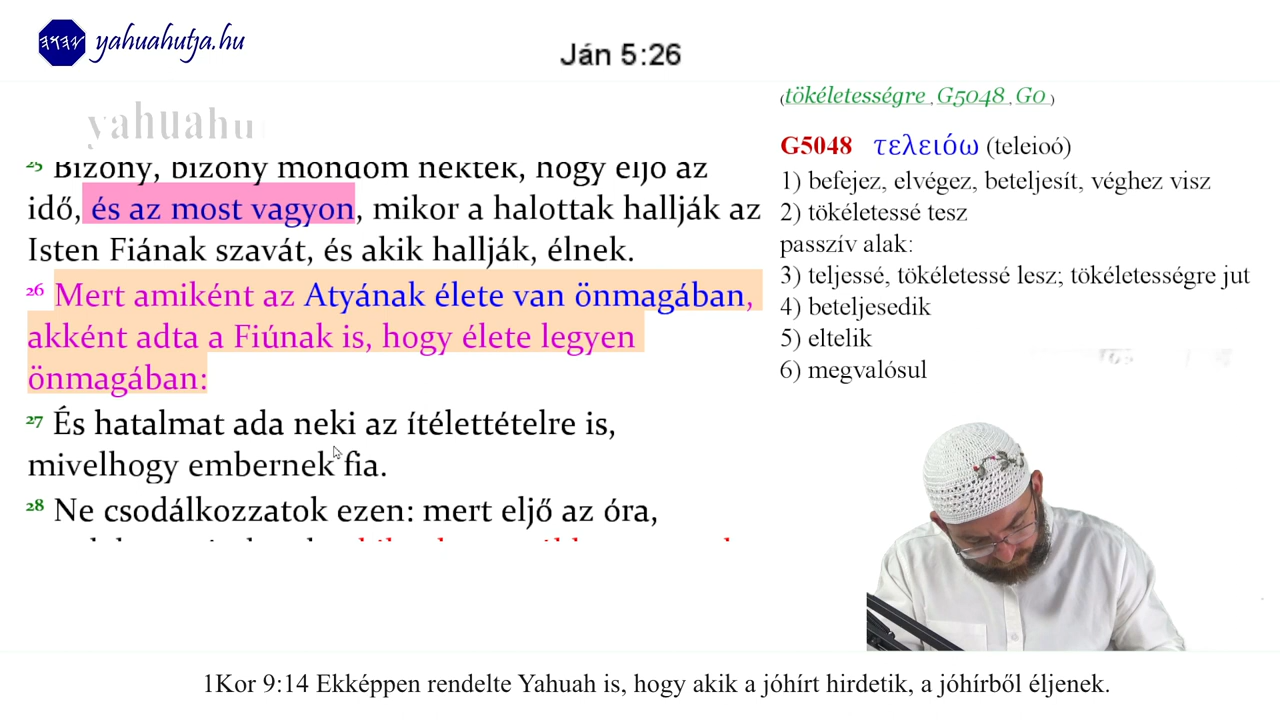 yahuahutja.hu
Ján 5:26
yahuahu
25 Bizony, bizony mondom néktek, hogy eljő az
idő, és az most vagyon, mikor a halottak hallják az
Isten Fiának szavát, és akik hallják, élnek.
26 Mert amiként az Atyának élete van önmagában,
akként adta a Fiúnak is, hogy élete legyen
önmagában:
27 És hatalmat ada neki az ítélettételre is,
mivelhogy embernek fia.
28 Ne csodálkozzatok ezen: mert eljő az óra,
(tökéletességre , G5048 , G0 )
G5048 τελειόω (teleioó)
1) befejez, elvégez, beteljesít, véghez visz
2) tökéletessé tesz
passzív alak:
3) teljessé, tökéletessé lesz; tökéletességre jut
4) beteljesedik
5) eltelik
6) megvalósul
1Kor 9:14 Ekképpen rendelte Yahuah is, hogy akik a jóhírt hirdetik, a jóhírből éljenek.